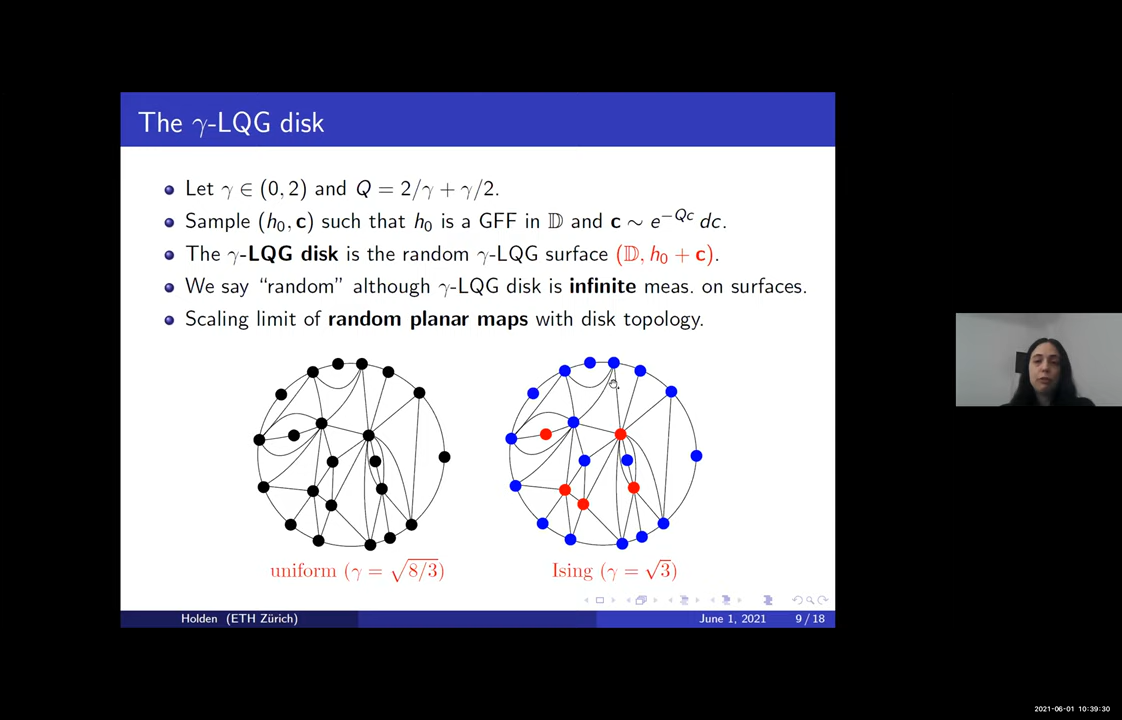 The γ-LQG disk
Let γ ∈ (0, 2) and Q = 2/γ + γ/2.
Sample (h₀, c) such that h₀ is a GFF in 𝔻 and c ∼ e^{−Qc} dc.
The γ-LQG disk is the random γ-LQG surface (𝔻, h₀ + c).
We say “random” although γ-LQG disk is infinite meas. on surfaces.
Scaling limit of random planar maps with disk topology.
uniform (γ = √8/3)
Ising (γ = √3)
Holden (ETH Zürich)
June 1, 2021
9 / 18
2021-06-01 10:39:30